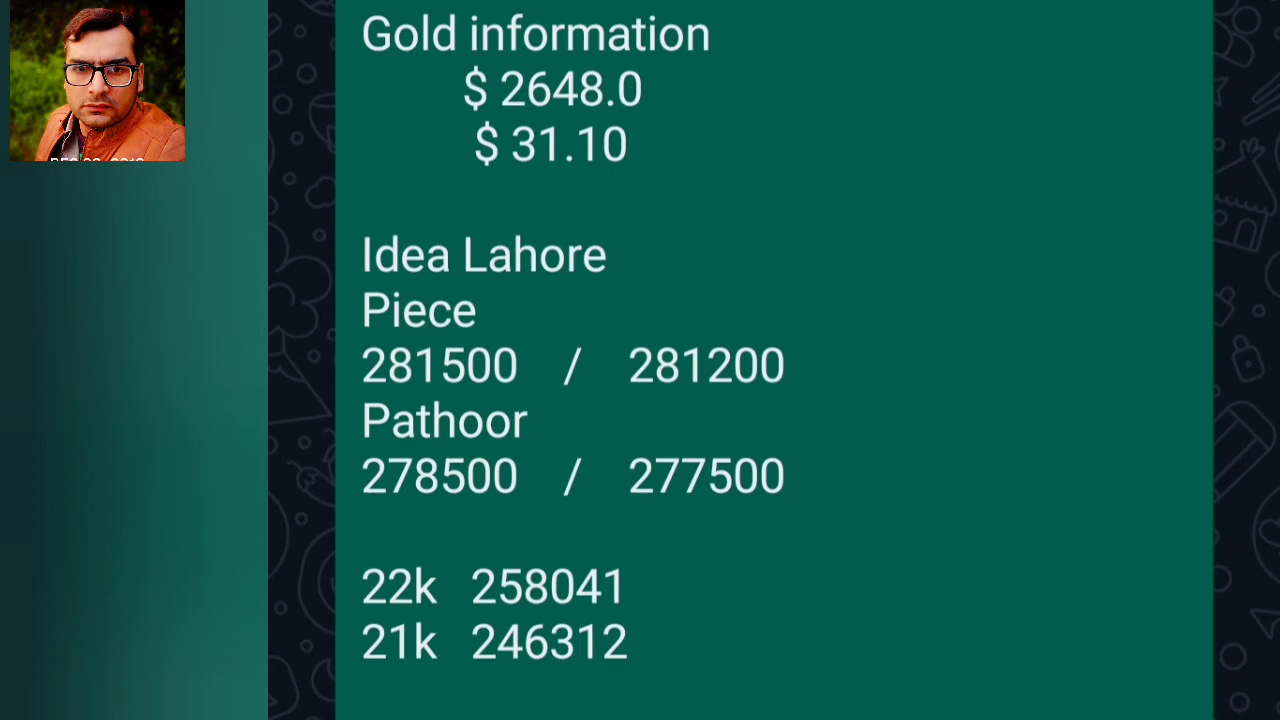 Gold information
$ 2648.0
$ 31.10
Idea Lahore
Piece
281500 / 281200
Pathoor
278500 / 277500
22k 258041
21k 246312